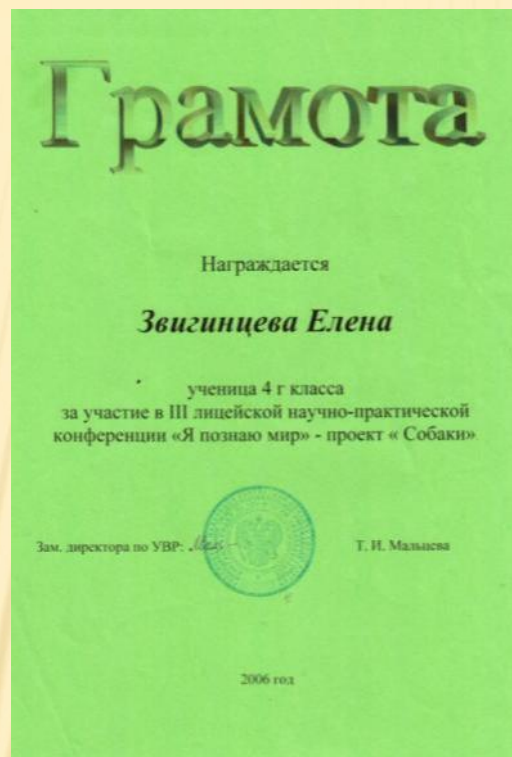 Грамота
Награждается
Звигинцева Елена
ученица 4 г класса
за участие в III лицейской научно-практической
конференции «Я познаю мир» - проект « Собаки»
Зам. директора по УВР:
Т. И. Мальцева
2006 год